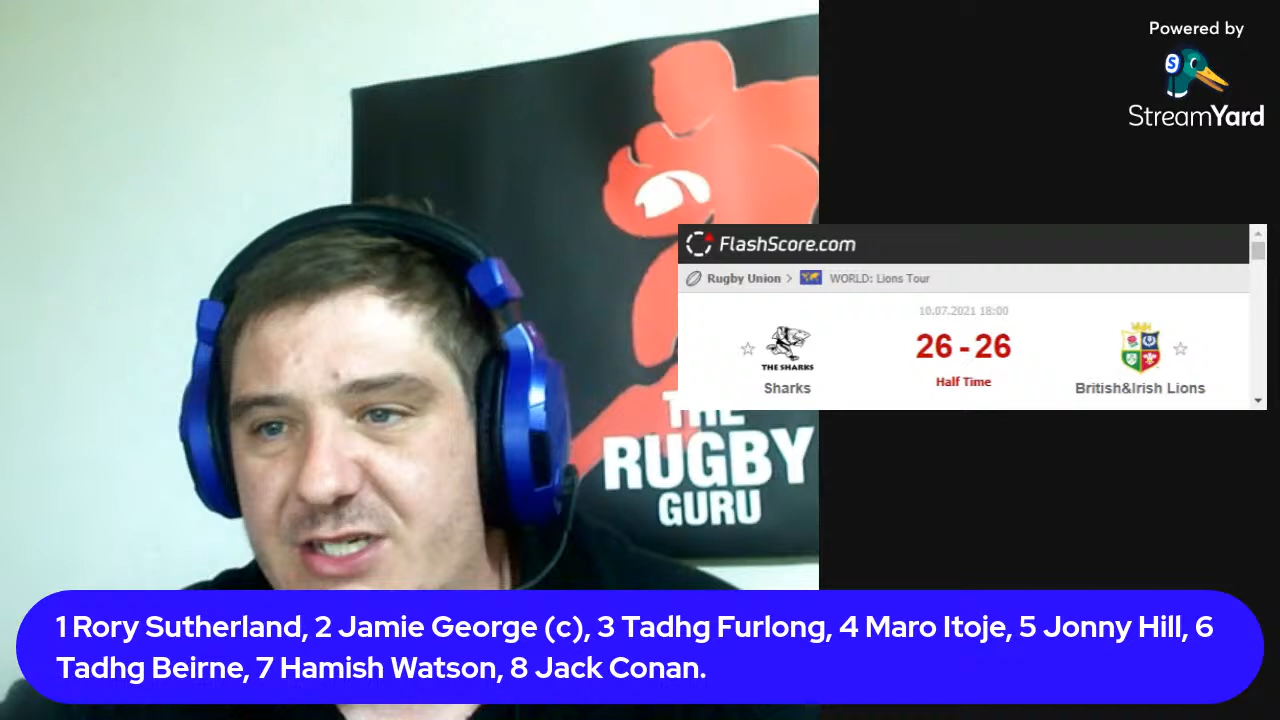 Powered by
StreamYard
FlashScore.com
Rugby Union > WORLD: Lions Tour
10.07.2021 18:00
26 - 26
Half Time
THE SHARKS
Sharks
British&Irish Lions
THE
RUGBY
GURU
1 Rory Sutherland, 2 Jamie George (c), 3 Tadhg Furlong, 4 Maro Itoje, 5 Jonny Hill, 6
Tadhg Beirne, 7 Hamish Watson, 8 Jack Conan.